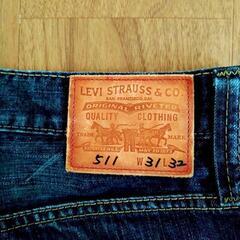 LEVI STRAUSS & CO.
SAN FRANCISCO, CAL.
ORIGINAL RIVETED
QUALITY CLOTHING
TRADE MARK
511 W31 L32